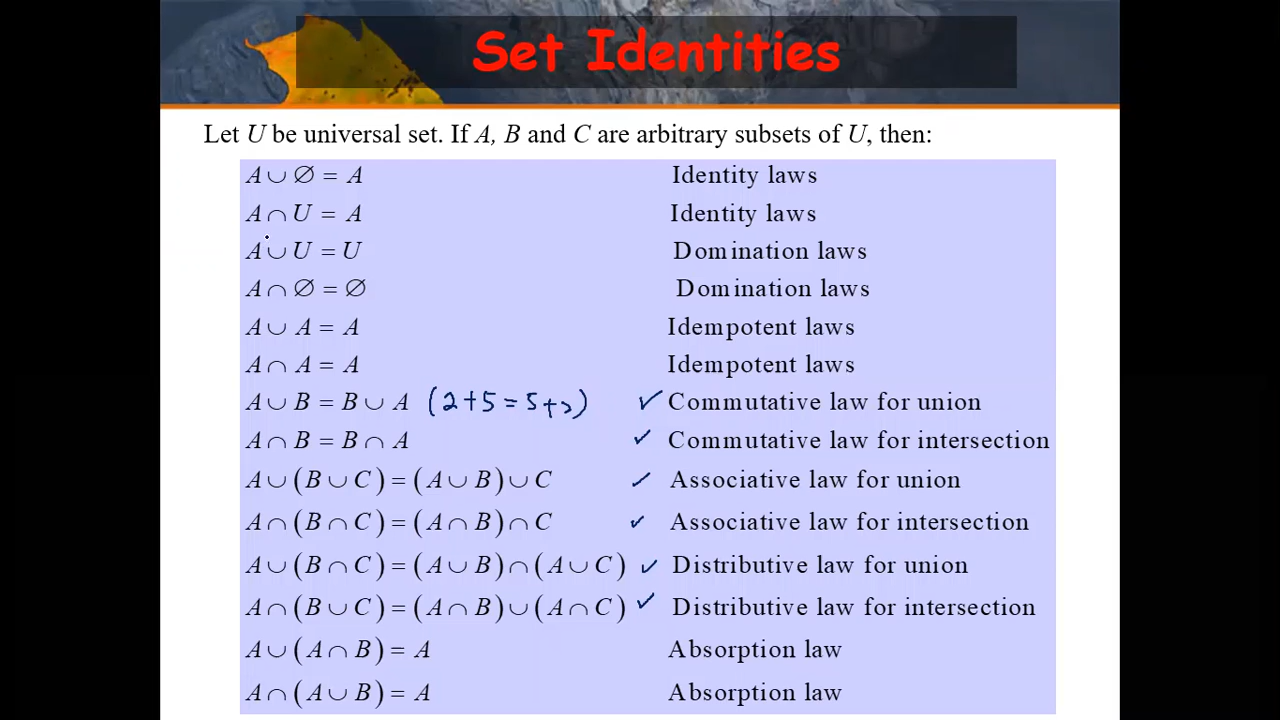 Set Identities
Let U be universal set. If A, B and C are arbitrary subsets of U, then:
A ∪ ∅ = A Identity laws
A ∩ U = A Identity laws
A ∪ U = U Domination laws
A ∩ ∅ = ∅ Domination laws
A ∪ A = A Idempotent laws
A ∩ A = A Idempotent laws
A ∪ B = B ∪ A (2+5=5+2) ✓ Commutative law for union
A ∩ B = B ∩ A ✓ Commutative law for intersection
A ∪ (B ∪ C) = (A ∪ B) ∪ C ✓ Associative law for union
A ∩ (B ∩ C) = (A ∩ B) ∩ C ✓ Associative law for intersection
A ∪ (B ∩ C) = (A ∪ B) ∩ (A ∪ C) ✓ Distributive law for union
A ∩ (B ∪ C) = (A ∩ B) ∪ (A ∩ C) ✓ Distributive law for intersection
A ∪ (A ∩ B) = A Absorption law
A ∩ (A ∪ B) = A Absorption law